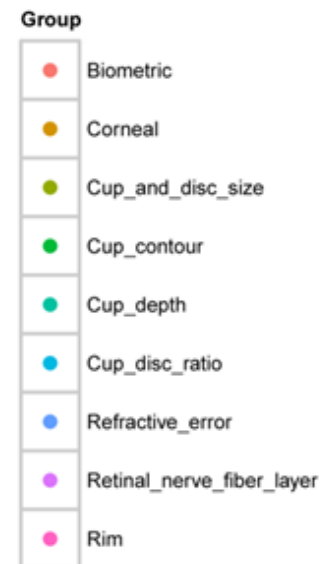 Group
Biometric
Corneal
Cup_and_disc_size
Cup_contour
Cup_depth
Cup_disc_ratio
Refractive_error
Retinal_nerve_fiber_layer
Rim